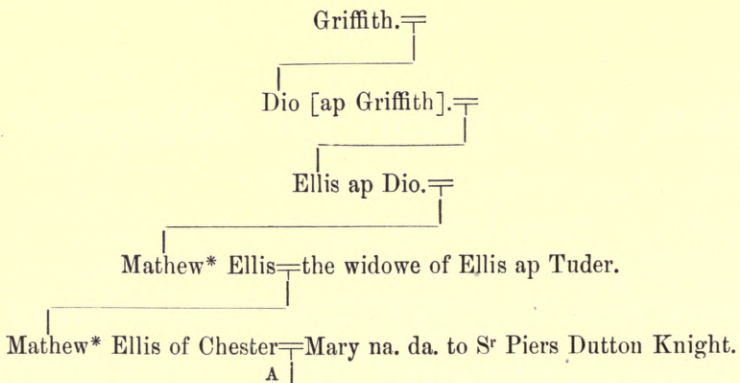 Griffith.
Dio [ap Griffith].
Ellis ap Dio.
Mathew* Ellis the widowe of Ellis ap Tuder.
Mathew* Ellis of Chester Mary na. da. to Sʳ Piers Dutton Knight.
A